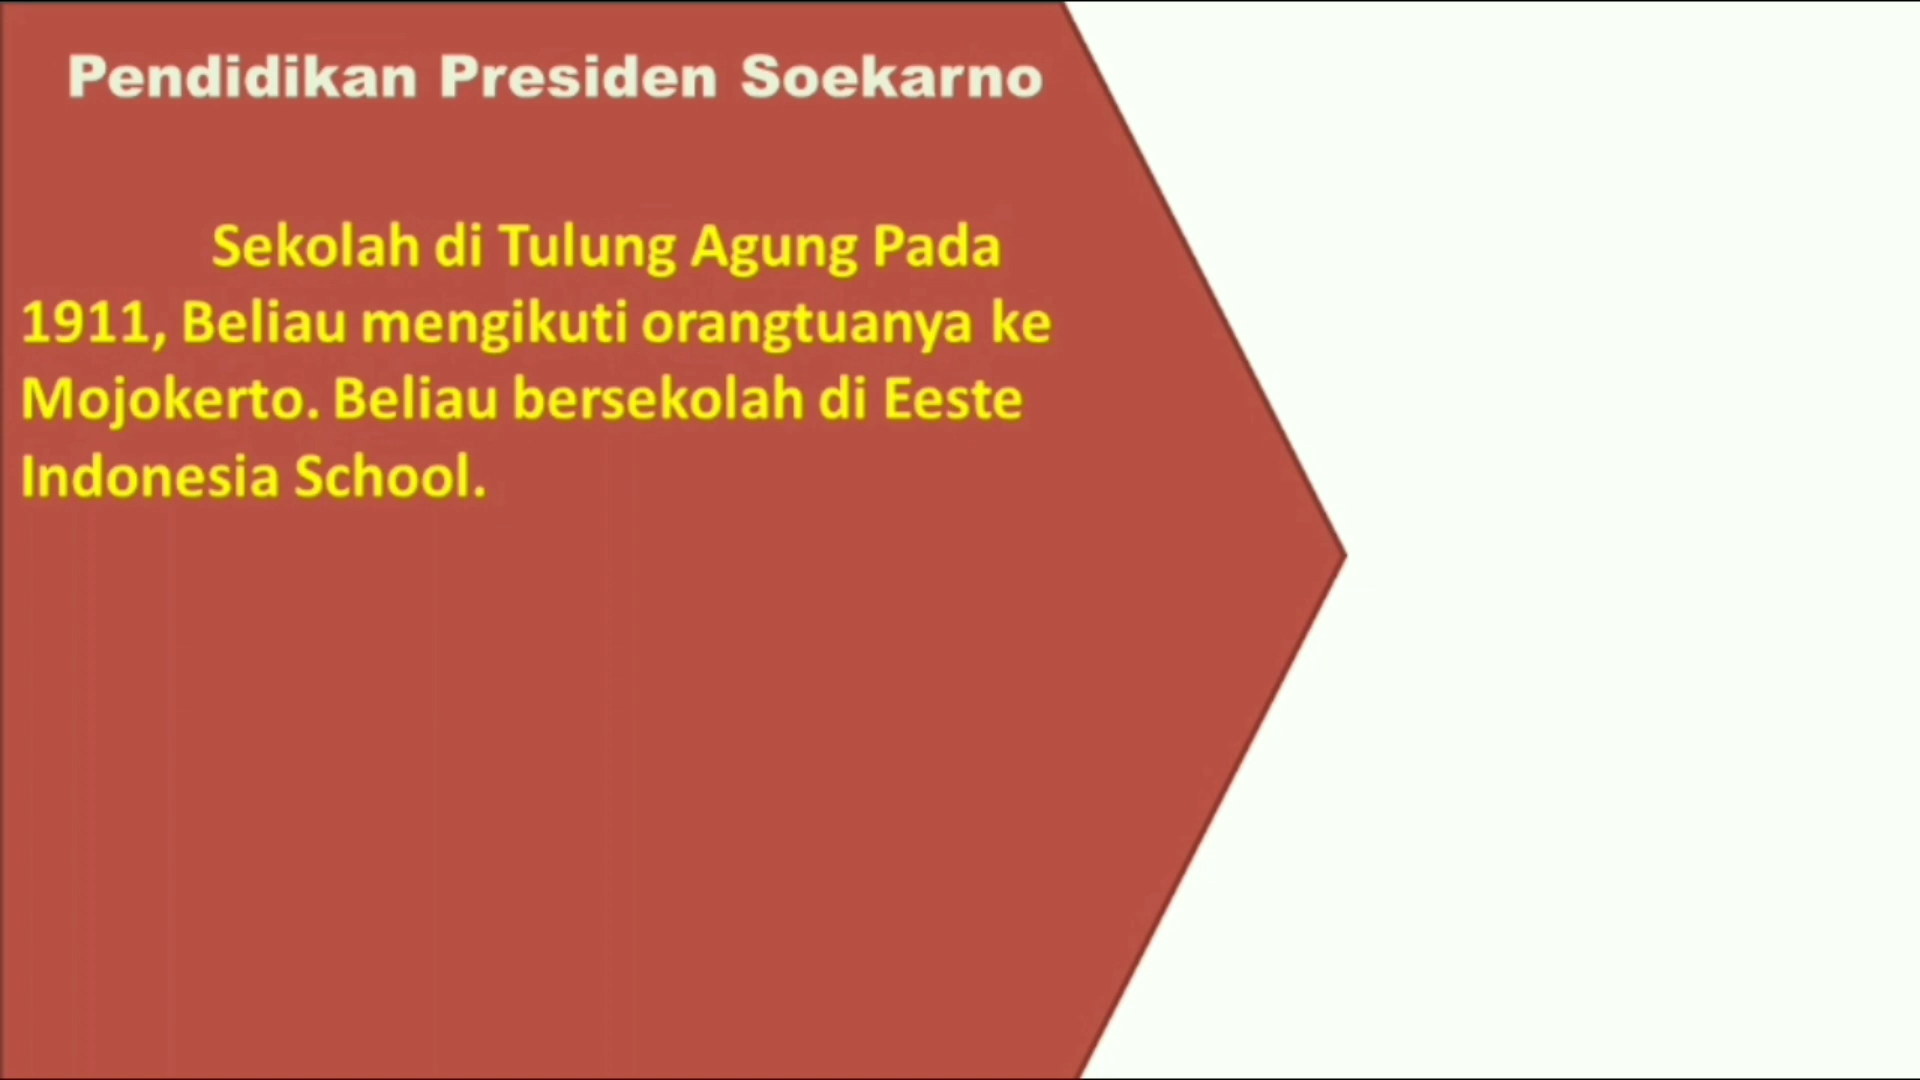 Pendidikan Presiden Soekarno
Sekolah di Tulung Agung Pada
1911, Beliau mengikuti orangtuanya ke
Mojokerto. Beliau bersekolah di Eeste
Indonesia School.